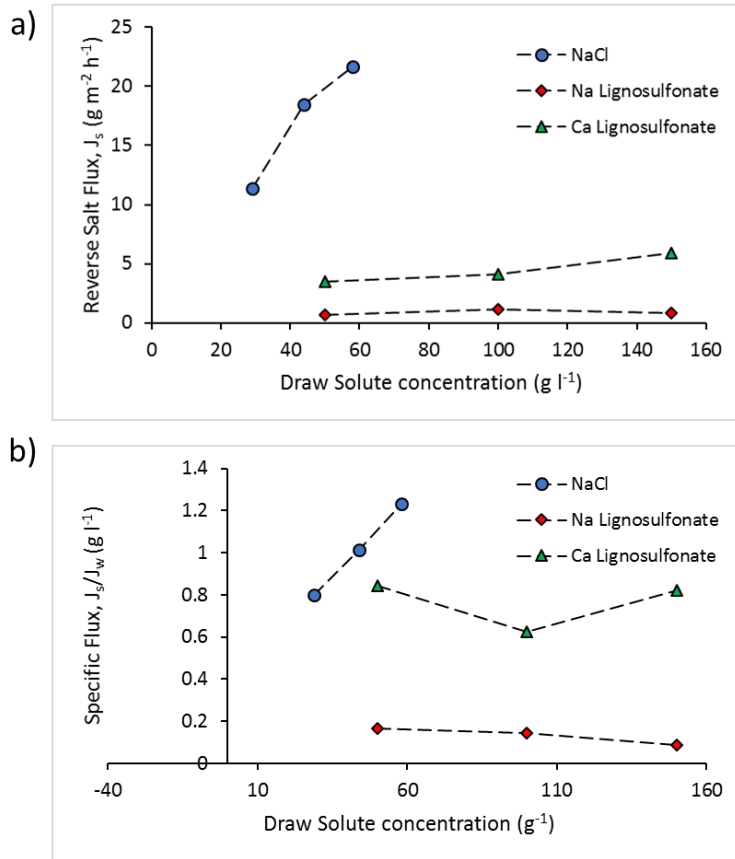 a)
Reverse Salt Flux, Jₛ (g m⁻² h⁻¹)
25
20
15
10
5
0
0 20 40 60 80 100 120 140 160
Draw Solute concentration (g l⁻¹)
NaCl
Na Lignosulfonate
Ca Lignosulfonate
b)
Specific Flux, Jₛ/J_w (g l⁻¹)
1.4
1.2
1
0.8
0.6
0.4
0.2
0
-40 10 60 110 160
Draw Solute concentration (g⁻¹)
NaCl
Na Lignosulfonate
Ca Lignosulfonate